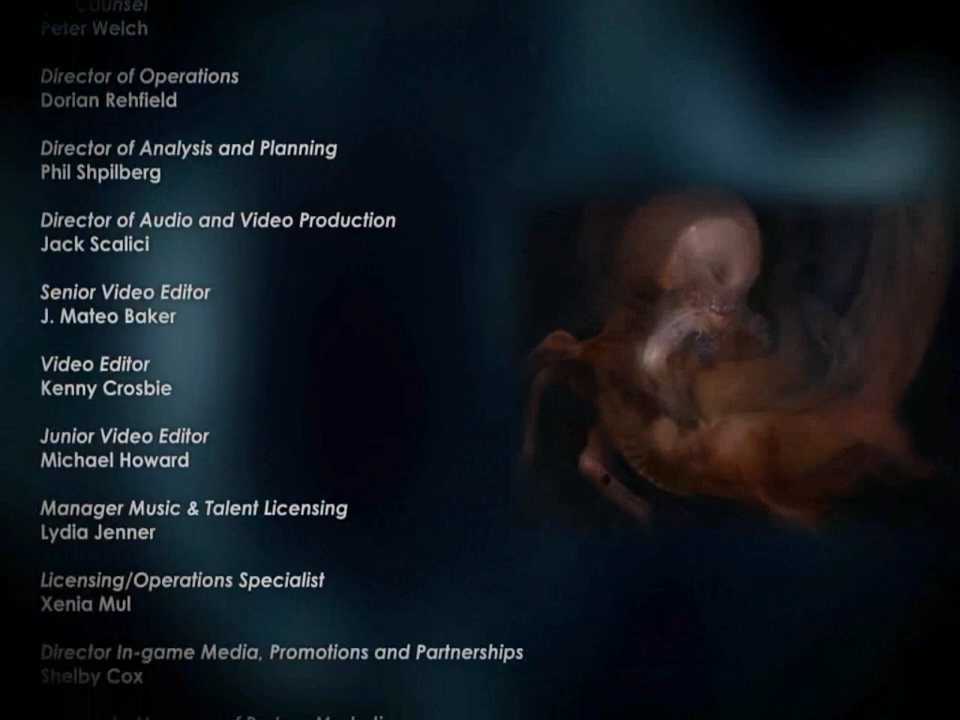 Counsel
Peter Welch
Director of Operations
Dorian Rehfield
Director of Analysis and Planning
Phil Shpilberg
Director of Audio and Video Production
Jack Scalici
Senior Video Editor
J. Mateo Baker
Video Editor
Kenny Crosbie
Junior Video Editor
Michael Howard
Manager Music & Talent Licensing
Lydia Jenner
Licensing/Operations Specialist
Xenia Mul
Director In-game Media, Promotions and Partnerships
Shelby Cox